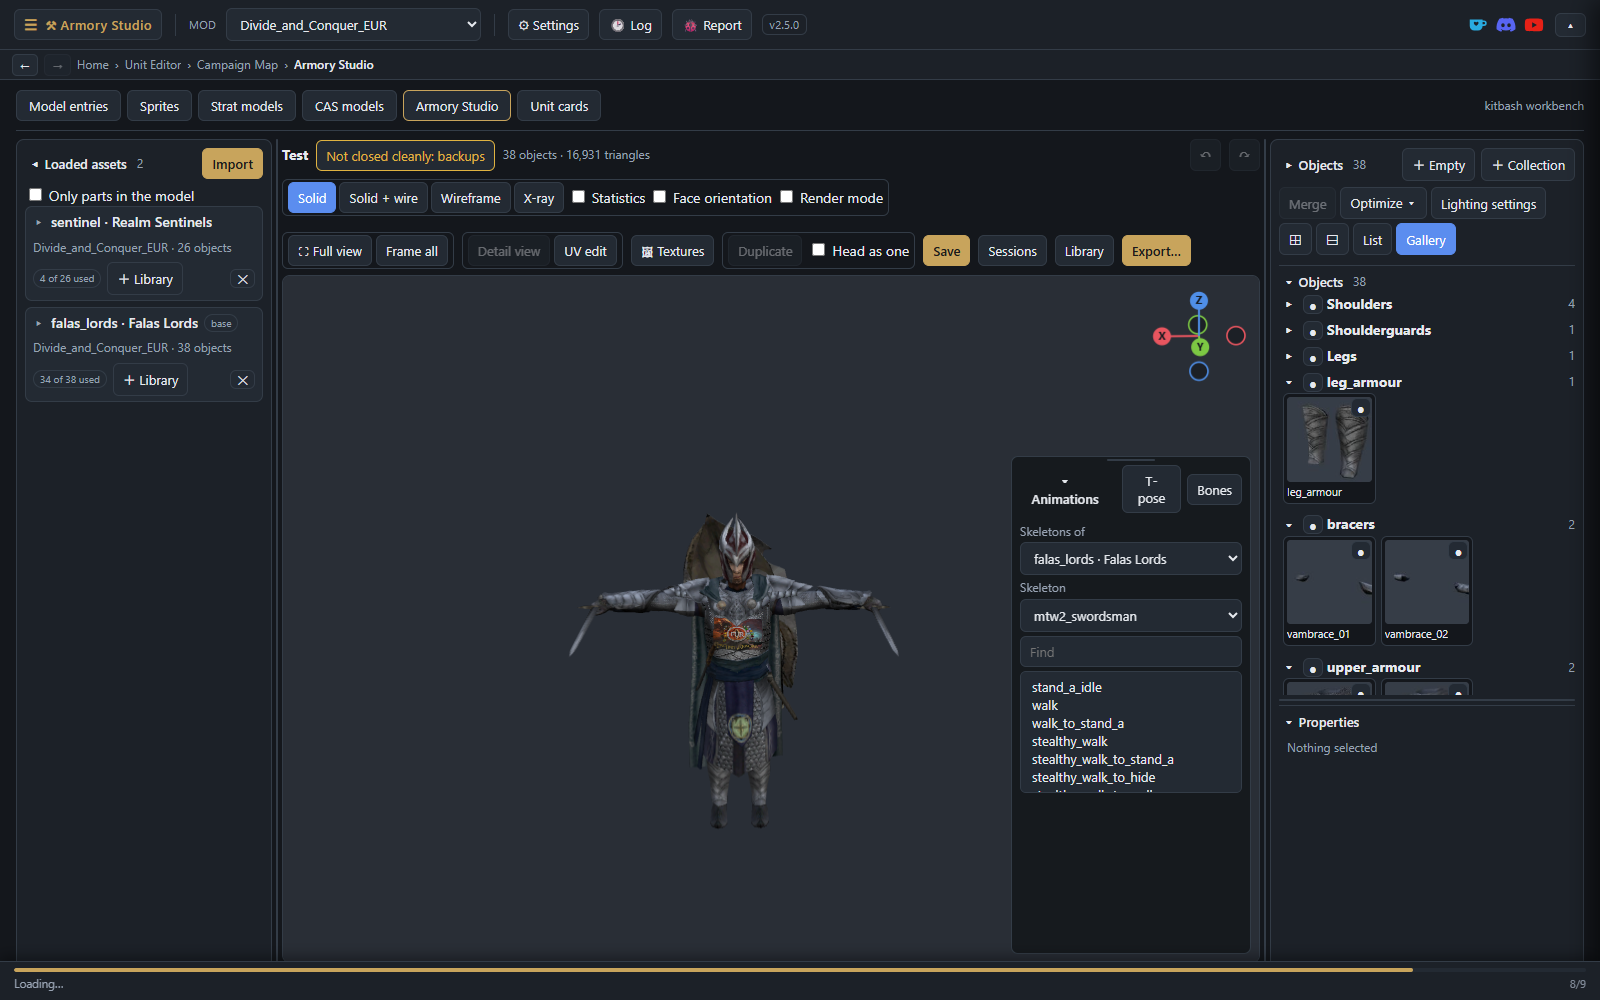 Armory Studio
MOD
Divide_and_Conquer_EUR
Settings
Log
Report
v2.5.0
Home › Unit Editor › Campaign Map › Armory Studio
Model entries
Sprites
Strat models
CAS models
Armory Studio
Unit cards
kitbash workbench
Loaded assets 2
Import
Only parts in the model
sentinel · Realm Sentinels
Divide_and_Conquer_EUR · 26 objects
4 of 26 used
+ Library
falas_lords · Falas Lords
base
Divide_and_Conquer_EUR · 38 objects
34 of 38 used
+ Library
Test
Not closed cleanly: backups
38 objects · 16,931 triangles
Solid
Solid + wire
Wireframe
X-ray
Statistics
Face orientation
Render mode
Full view
Frame all
Detail view
UV edit
Textures
Duplicate
Head as one
Save
Sessions
Library
Export...
Z
X
Y
Animations
T-
pose
Bones
Skeletons of
falas_lords · Falas Lords
Skeleton
mtw2_swordsman
Find
stand_a_idle
walk
walk_to_stand_a
stealthy_walk
stealthy_walk_to_stand_a
stealthy_walk_to_hide
Objects 38
+ Empty
+ Collection
Merge
Optimize
Lighting settings
List
Gallery
Objects 38
Shoulders 4
Shoulderguards 1
Legs 1
leg_armour 1
leg_armour
bracers 2
vambrace_01
vambrace_02
upper_armour 2
Properties
Nothing selected
Loading...
8/9